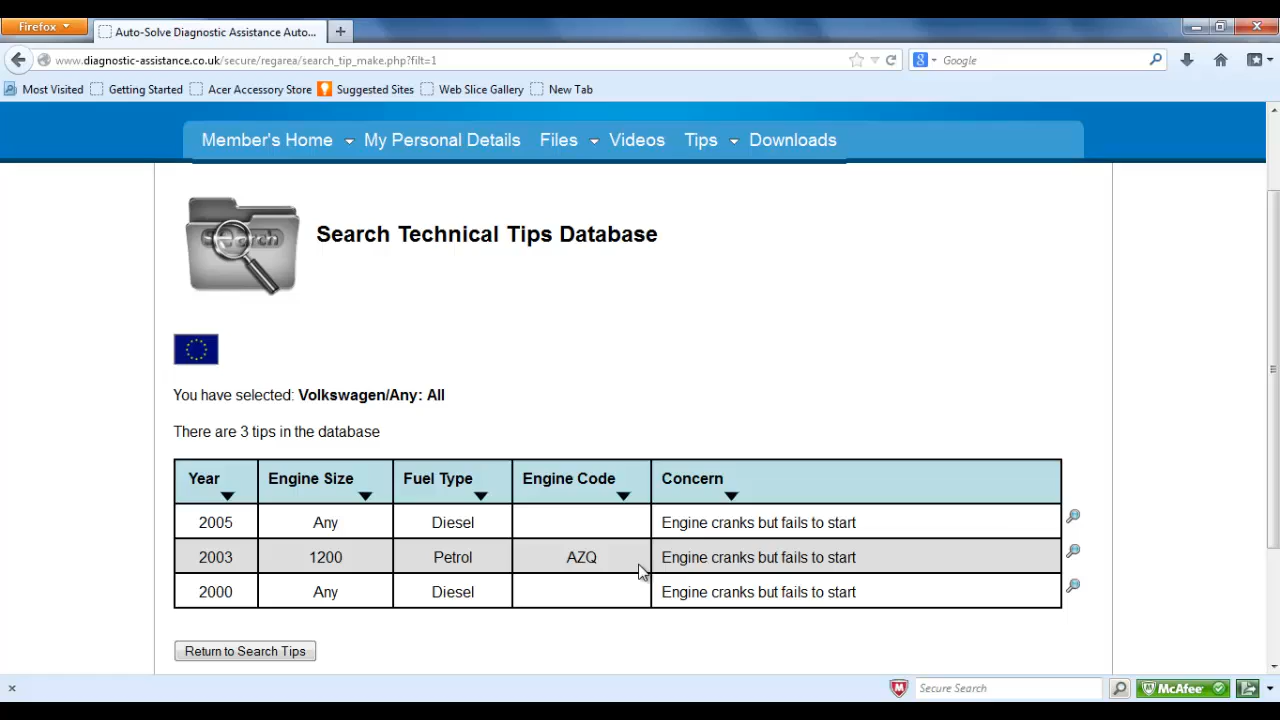 Firefox
Auto-Solve Diagnostic Assistance Auto...
www.diagnostic-assistance.co.uk/secure/regarea/search_tip_make.php?filt=1
Google
Most Visited Getting Started Acer Accessory Store Suggested Sites Web Slice Gallery New Tab
Member's Home My Personal Details Files Videos Tips Downloads
Search
Search Technical Tips Database
You have selected: Volkswagen/Any: All
There are 3 tips in the database
Year Engine Size Fuel Type Engine Code Concern
2005 Any Diesel Engine cranks but fails to start
2003 1200 Petrol AZQ Engine cranks but fails to start
2000 Any Diesel Engine cranks but fails to start
Return to Search Tips
Secure Search McAfee